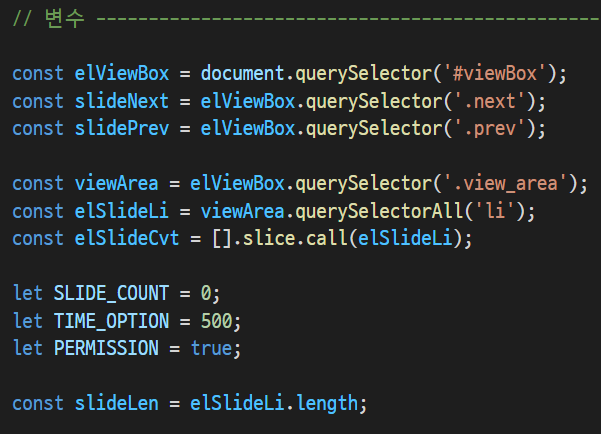 // 변수 ------------------------------------------------
const elViewBox = document.querySelector('#viewBox');
const slideNext = elViewBox.querySelector('.next');
const slidePrev = elViewBox.querySelector('.prev');
const viewArea = elViewBox.querySelector('.view_area');
const elSlideLi = viewArea.querySelectorAll('li');
const elSlideCvt = [].slice.call(elSlideLi);
let SLIDE_COUNT = 0;
let TIME_OPTION = 500;
let PERMISSION = true;
const slideLen = elSlideLi.length;